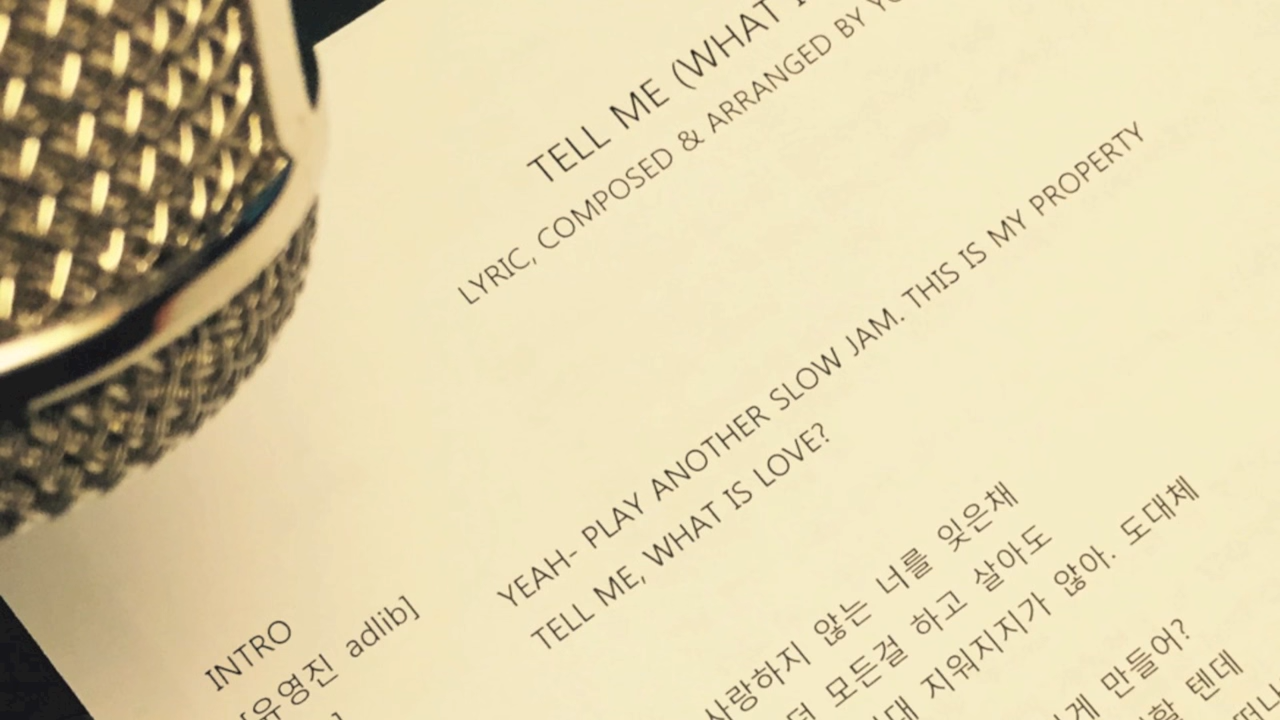 TELL ME (WHAT
LYRIC, COMPOSED & ARRANGED BY
YEAH- PLAY ANOTHER SLOW JAM. THIS IS MY PROPERTY
TELL ME, WHAT IS LOVE?
INTRO
[유영진 adlib]
사랑하지 않는 너를 잊은채
모든걸 하고 살아도
지워지지가 않아. 도대체
만들어?
텐데